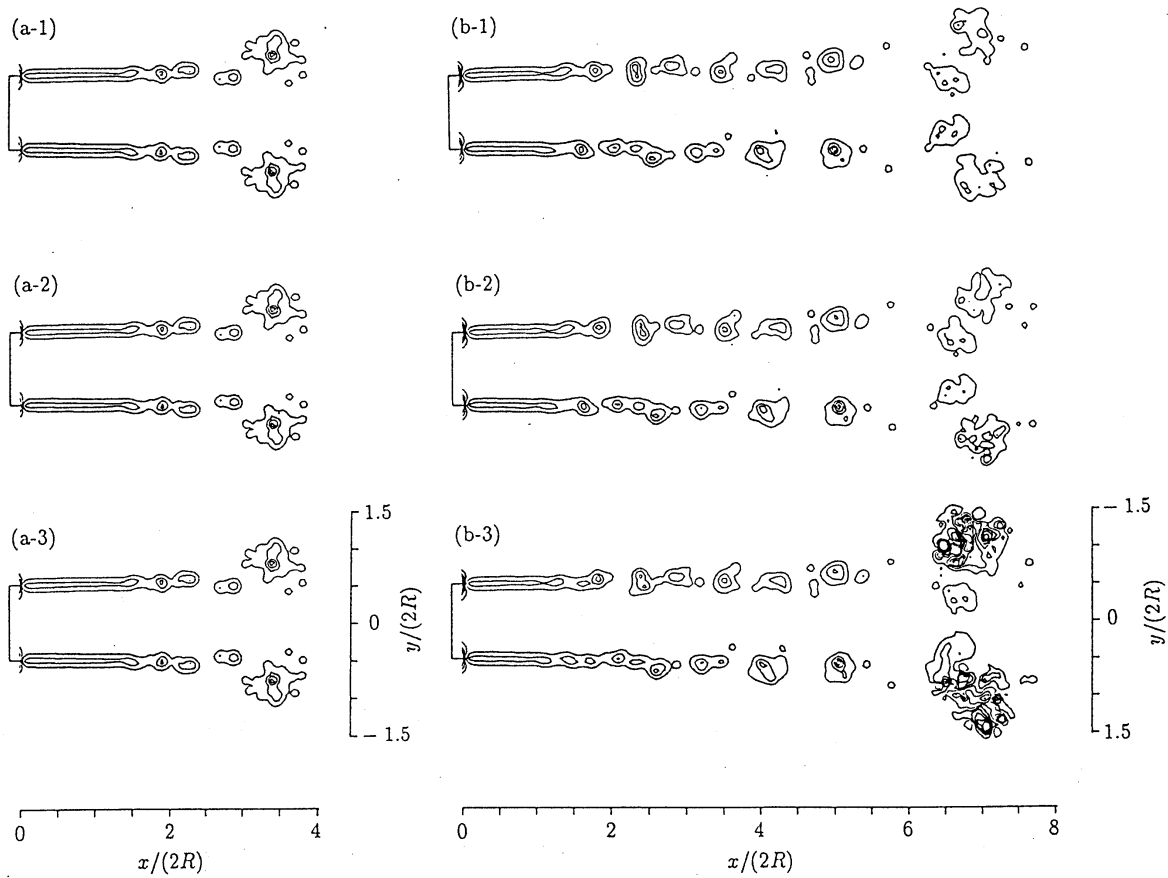 (a-1)
(b-1)
(a-2)
(b-2)
(a-3)
(b-3)
1.5
0
− 1.5
y/(2R)
− 1.5
0
1.5
y/(2R)
0 2 4
x/(2R)
0 2 4 6 8
x/(2R)